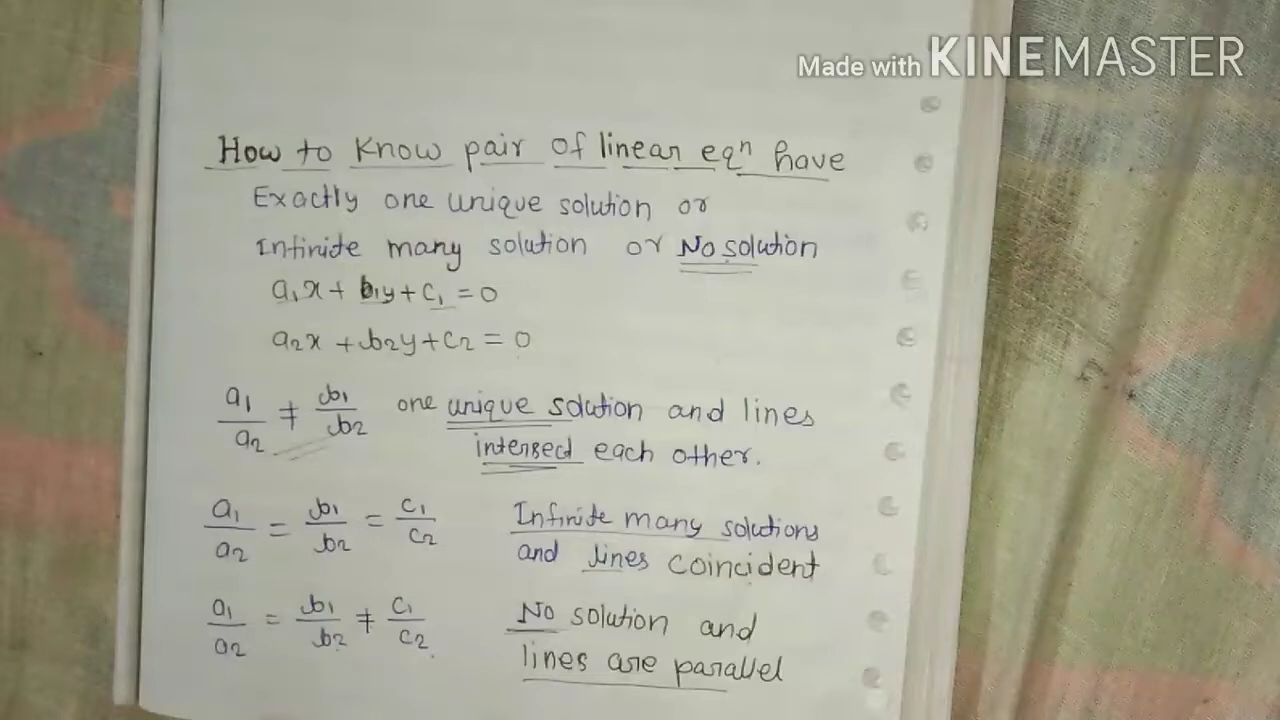 Made with KINEMASTER
How to know pair of linear eqⁿ have
Exactly one unique solution or
Infinide many solution or No solution
a₁x + b₁y + c₁ = 0
a₂x + b₂y + c₂ = 0
a₁/a₂ ≠ b₁/b₂ one unique solution and lines
intersect each other.
a₁/a₂ = b₁/b₂ = c₁/c₂ Infinide many solutions
and lines coincident
a₁/a₂ = b₁/b₂ ≠ c₁/c₂ No solution and
lines are parallel